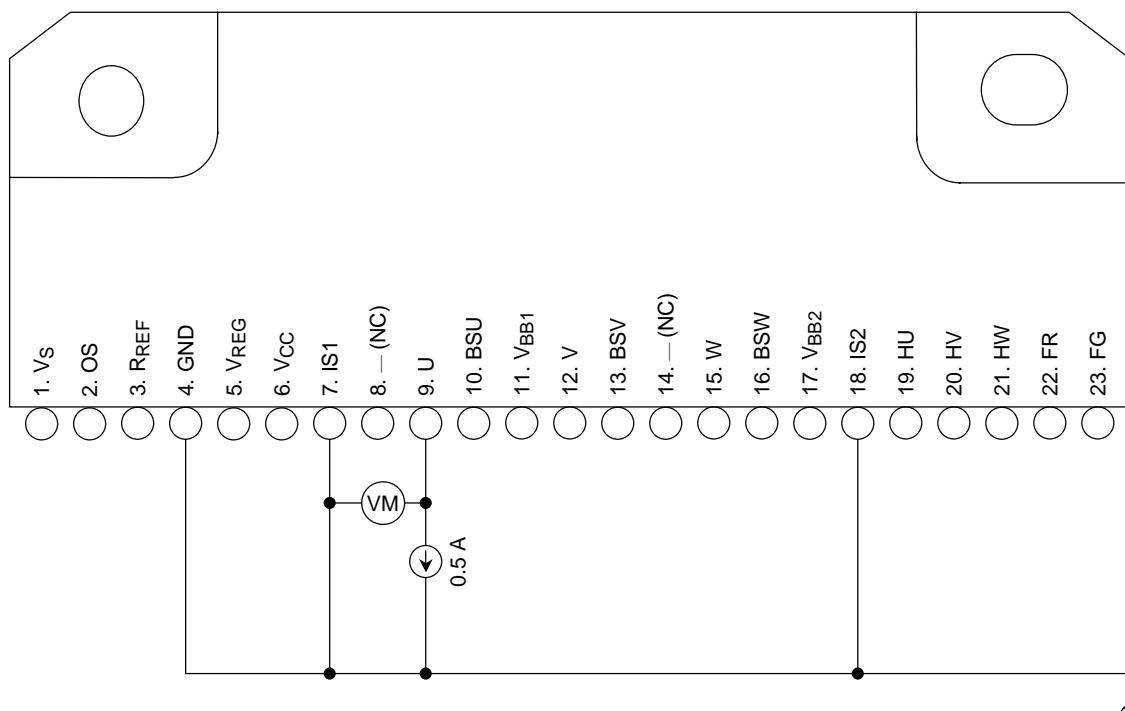 1. VS
2. OS
3. RREF
4. GND
5. VREG
6. VCC
7. IS1
8. — (NC)
9. U
10. BSU
11. VBB1
12. V
13. BSV
14. — (NC)
15. W
16. BSW
17. VBB2
18. IS2
19. HU
20. HV
21. HW
22. FR
23. FG
VM
0.5 A